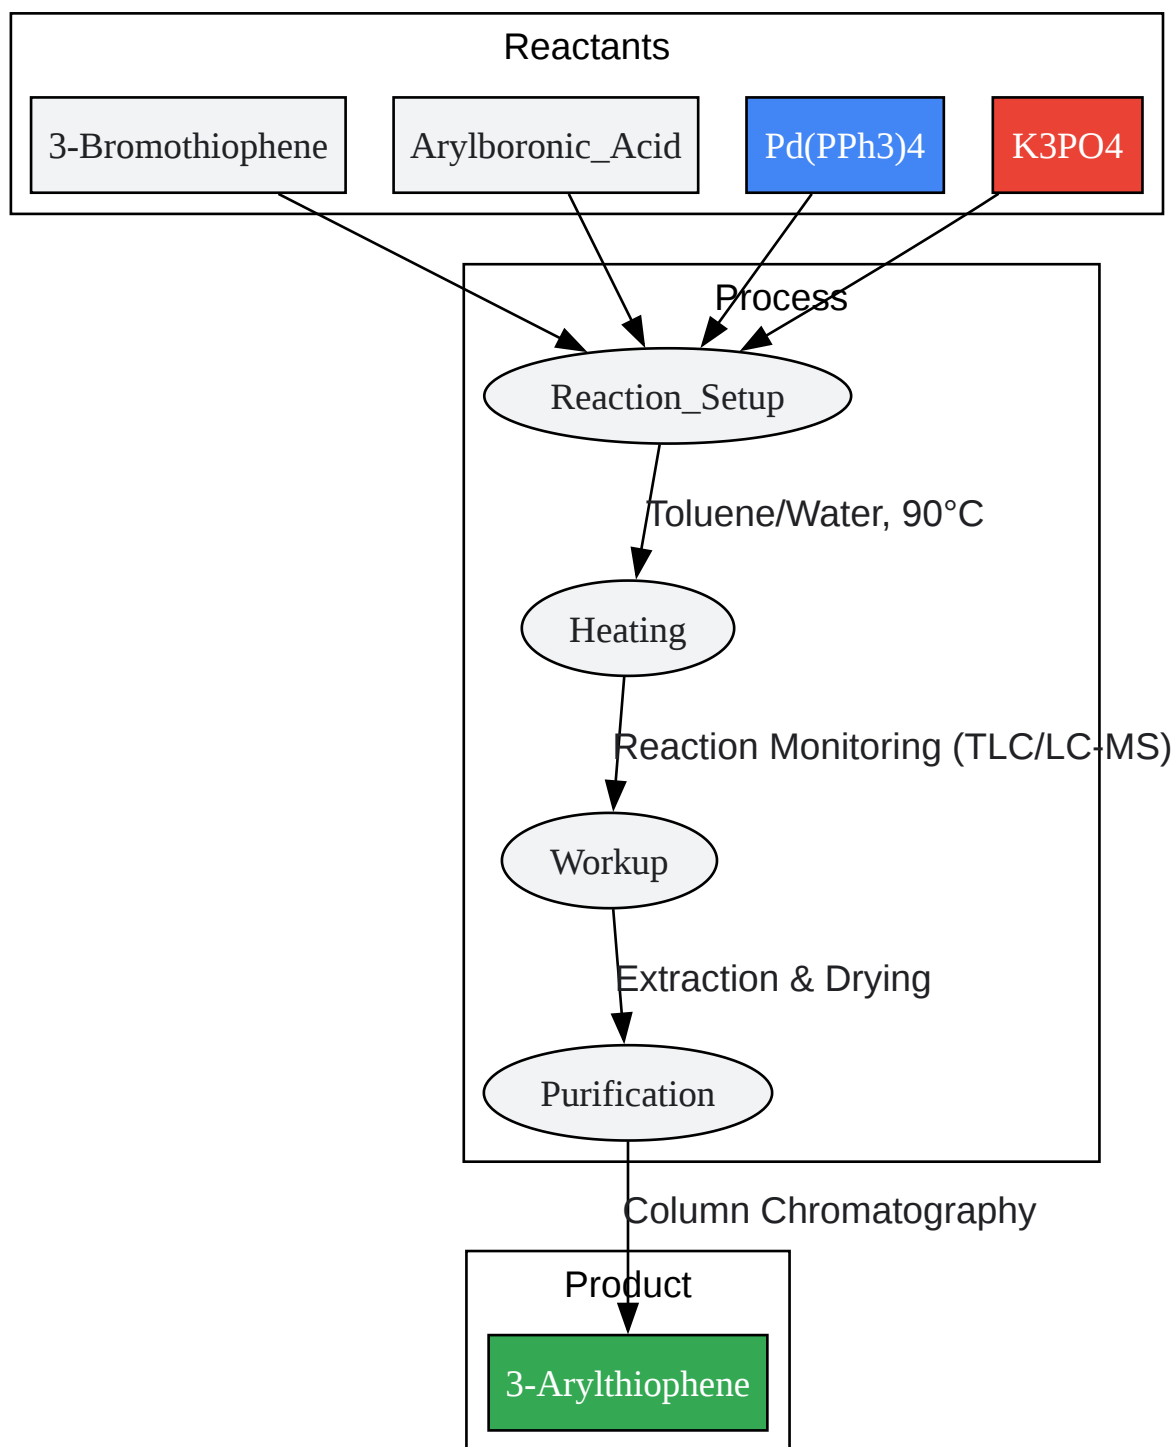 Reactants
3-Bromothiophene
Arylboronic_Acid
Pd(PPh3)4
K3PO4
Process
Reaction_Setup
Toluene/Water, 90°C
Heating
Reaction Monitoring (TLC/LC-MS)
Workup
Extraction & Drying
Purification
Column Chromatography
Product
3-Arylthiophene